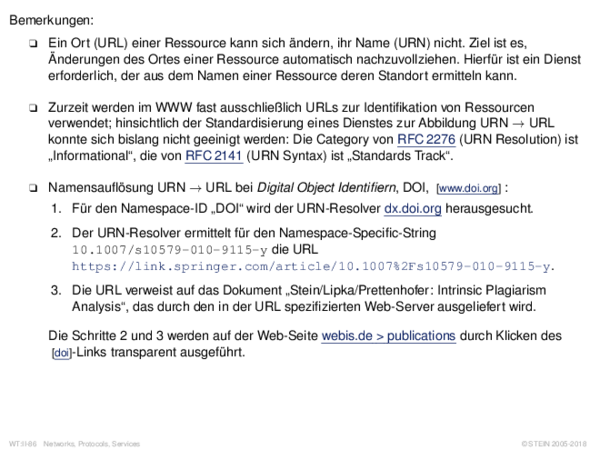 Bemerkungen:
❑ Ein Ort (URL) einer Ressource kann sich ändern, ihr Name (URN) nicht. Ziel ist es,
Änderungen des Ortes einer Ressource automatisch nachzuvollziehen. Hierfür ist ein Dienst
erforderlich, der aus dem Namen einer Ressource deren Standort ermitteln kann.
❑ Zurzeit werden im WWW fast ausschließlich URLs zur Identifikation von Ressourcen
verwendet; hinsichtlich der Standardisierung eines Dienstes zur Abbildung URN → URL
konnte sich bislang nicht geeinigt werden: Die Category von RFC 2276 (URN Resolution) ist
„Informational“, die von RFC 2141 (URN Syntax) ist „Standards Track“.
❑ Namensauflösung URN → URL bei Digital Object Identifiern, DOI, [www.doi.org] :
1. Für den Namespace-ID „DOI“ wird der URN-Resolver dx.doi.org herausgesucht.
2. Der URN-Resolver ermittelt für den Namespace-Specific-String
10.1007/s10579-010-9115-y die URL
https://link.springer.com/article/10.1007%2Fs10579-010-9115-y.
3. Die URL verweist auf das Dokument „Stein/Lipka/Prettenhofer: Intrinsic Plagiarism
Analysis“, das durch den in der URL spezifizierten Web-Server ausgeliefert wird.
Die Schritte 2 und 3 werden auf der Web-Seite webis.de > publications durch Klicken des
[doi]-Links transparent ausgeführt.
WT:II-86 Networks, Protocols, Services
© STEIN 2005-2018